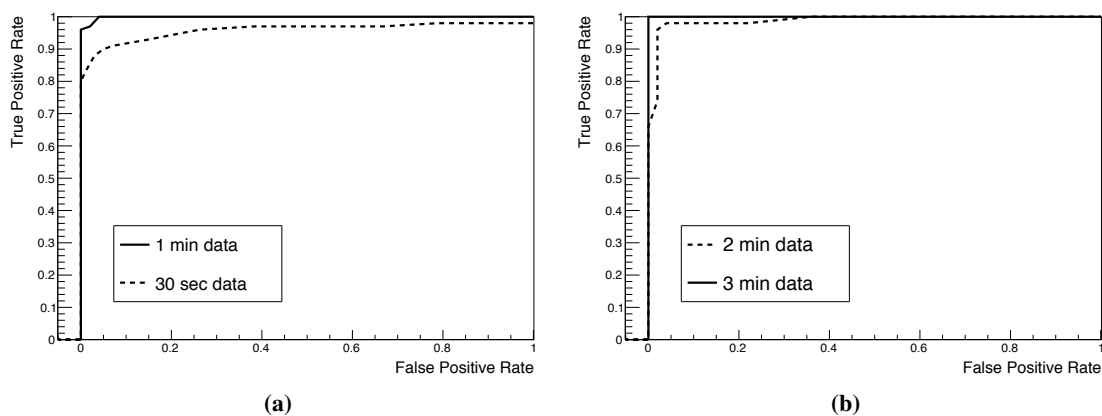 True Positive Rate
1
0.9
0.8
0.7
0.6
0.5
0.4
0.3
0.2
0.1
0
1 min data
30 sec data
0 0.2 0.4 0.6 0.8 1
False Positive Rate
(a)
True Positive Rate
1
0.9
0.8
0.7
0.6
0.5
0.4
0.3
0.2
0.1
0
2 min data
3 min data
0 0.2 0.4 0.6 0.8 1
False Positive Rate
(b)